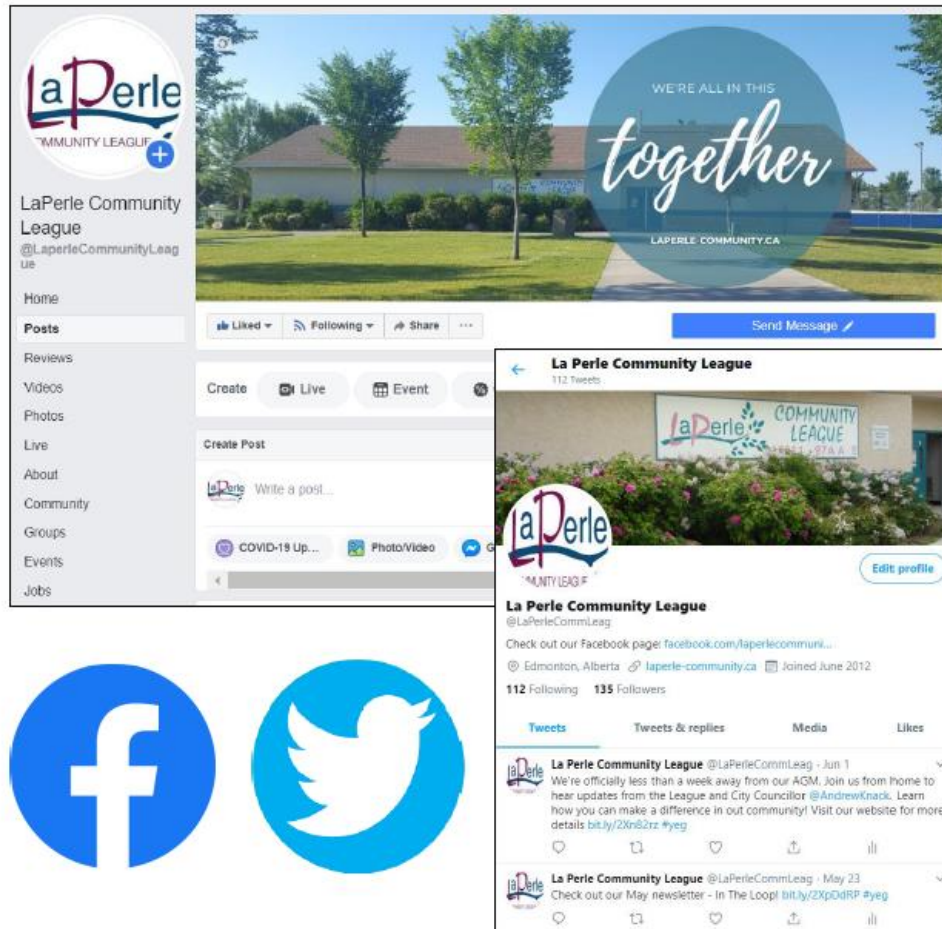 LaPerle
COMMUNITY LEAGUE
LaPerle Community
League
@LaperleCommunityLeag
ue
Home
Posts
Reviews
Videos
Photos
Live
About
Community
Groups
Events
Jobs
WE'RE ALL IN THIS
together
LAPERLE-COMMUNITY.CA
Liked
Following
Share
Send Message
Create
Live
Event
Create Post
LaPerle
Write a post...
COVID-19 Up...
Photo/Video
G
La Perle Community League
112 Tweets
LaPerle
COMMUNITY
LEAGUE
LaPerle
MUNITY LEAGUE
Edit profile
La Perle Community League
@LaPerleCommLeag
Check out our Facebook page: facebook.com/laperlecommuni...
Edmonton, Alberta laperle-community.ca Joined June 2012
112 Following 135 Followers
Tweets Tweets & replies Media Likes
LaPerle
La Perle Community League @LaPerleCommLeag · Jun 1
We're officially less than a week away from our AGM. Join us from home to
hear updates from the League and City Councillor @AndrewKnack. Learn
how you can make a difference in out community! Visit our website for more
details bit.ly/2Xn82rz #yeg
LaPerle
La Perle Community League @LaPerleCommLeag · May 23
Check out our May newsletter - In The Loop! bit.ly/2XpDdRP #yeg